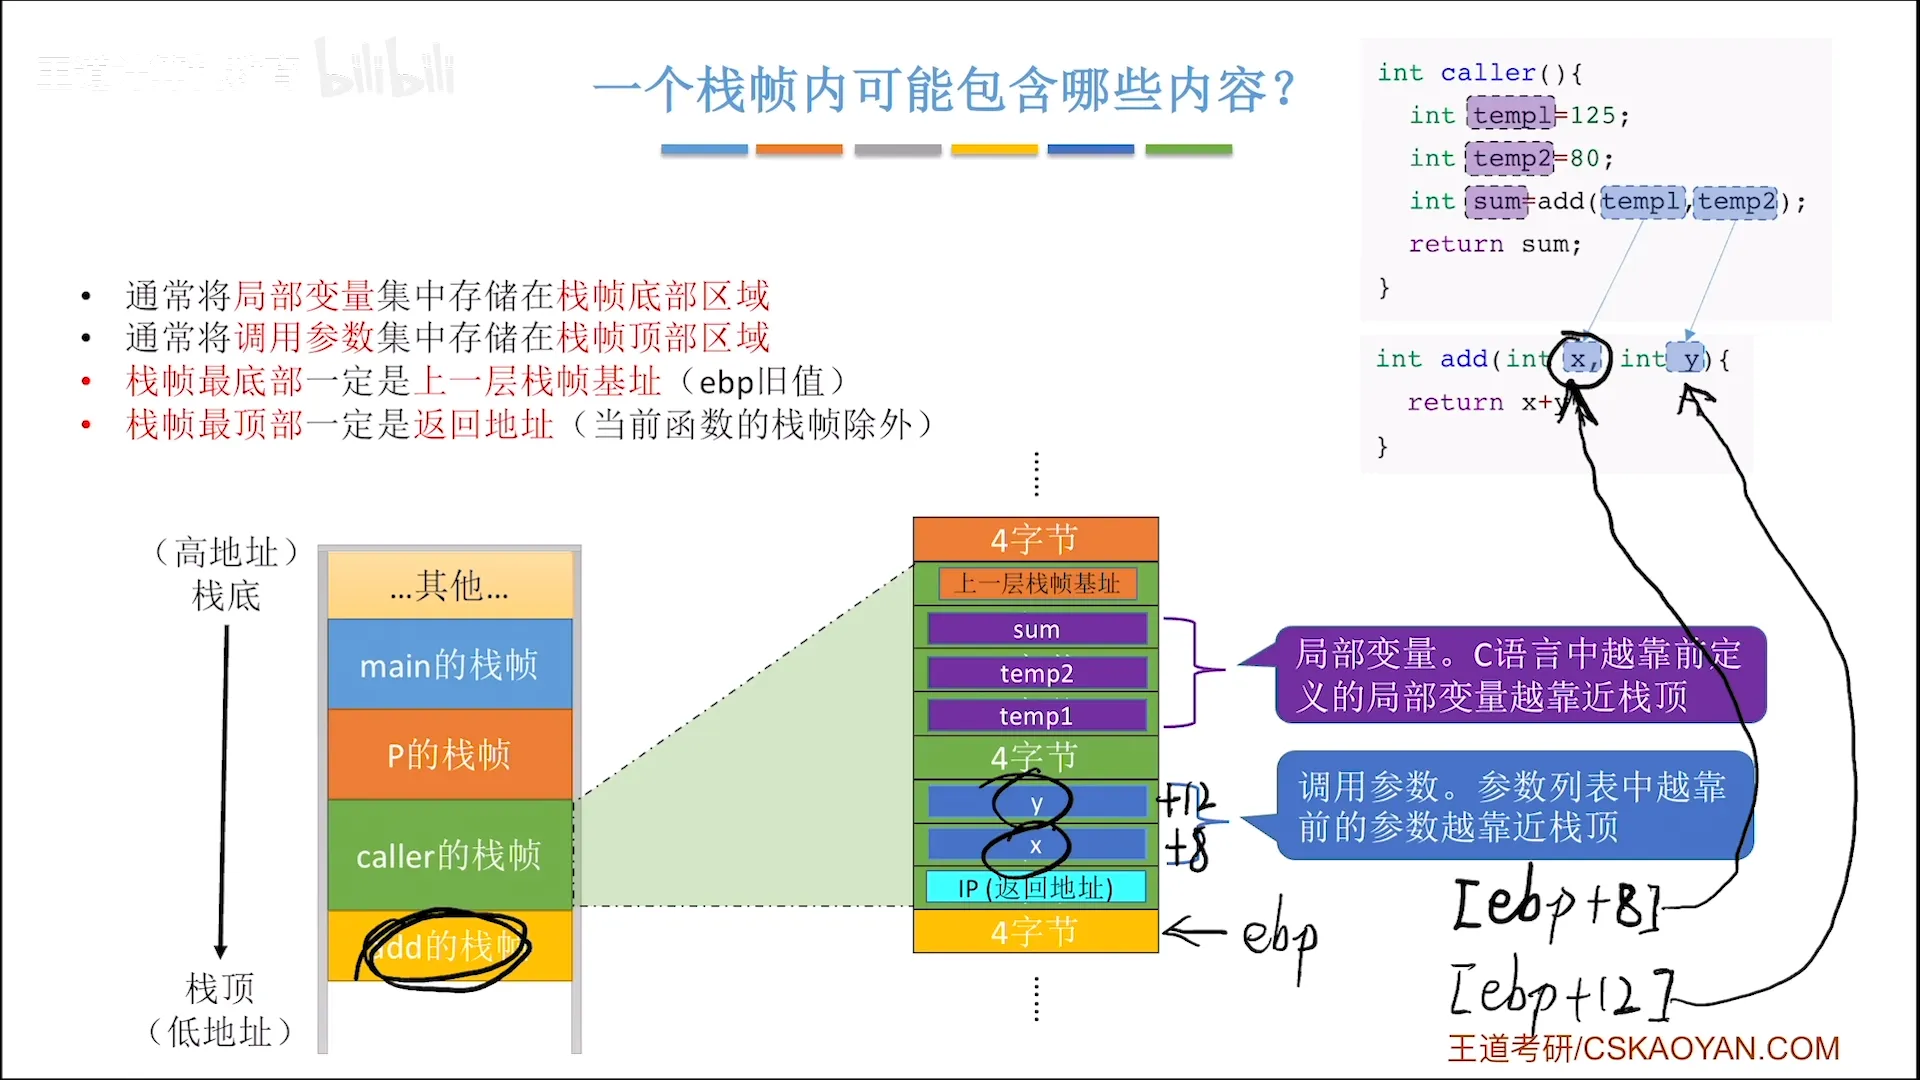 bilibili
一个栈帧内可能包含哪些内容？
int caller(){
int temp1=125;
int temp2=80;
int sum=add(temp1,temp2);
return sum;
}
int add(int x, int y){
return x+y
}
• 通常将局部变量集中存储在栈帧底部区域
• 通常将调用参数集中存储在栈帧顶部区域
• 栈帧最底部一定是上一层栈帧基址（ebp旧值）
• 栈帧最顶部一定是返回地址（当前函数的栈帧除外）
（高地址）
栈底
栈顶
（低地址）
...其他...
main的栈帧
P的栈帧
caller的栈帧
add的栈帧
4字节
上一层栈帧基址
sum
temp2
temp1
4字节
y
x
IP (返回地址)
4字节
+12
+8
ebp
局部变量。C语言中越靠前定
义的局部变量越靠近栈顶
调用参数。参数列表中越靠
前的参数越靠近栈顶
[ebp+8]
[ebp+12]
王道考研/CSKAOYAN.COM